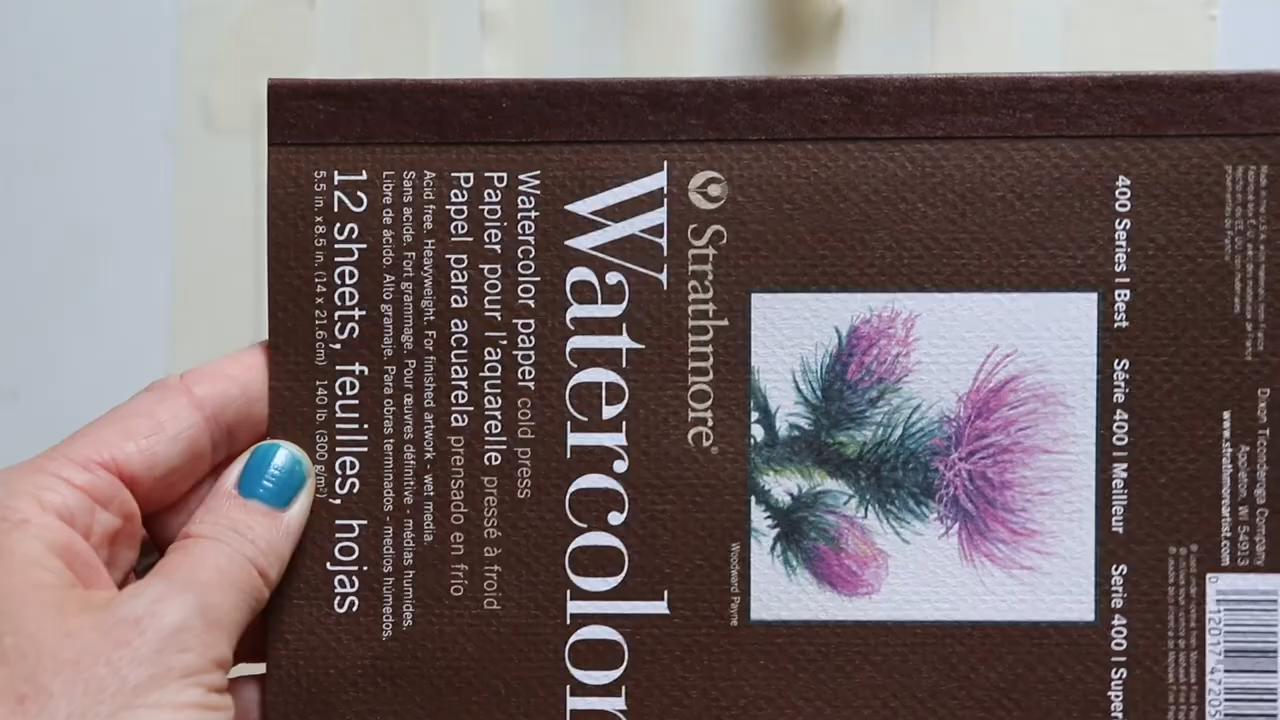 400 Series | Best Série 400 | Meilleur Serie 400 | Super
Strathmore®
Woodward Payne
Watercolor
Watercolor paper cold press
Papier pour l'aquarelle pressé à froid
Papel para acuarela prensado en frío
Acid free. Heavyweight. For finished artwork - wet media.
Sans acide. Fort grammage. Pour œuvres définitive - médias humides.
Libre de ácido. Alto gramaje. Para obras terminados - medios húmedos.
12 sheets, feuilles, hojas
5.5 in. x 8.5 in. (14 x 21.6 cm) 140 lb. (300 g/m²)
Dixon Ticonderoga Company
Appleton, WI 54913
www.strathmoreartist.com
0 12017 47205